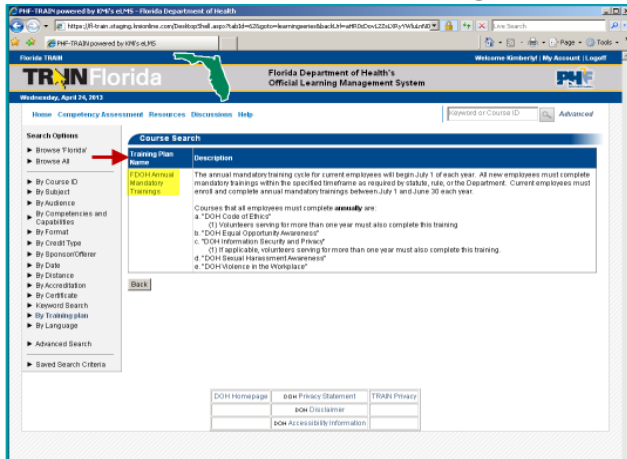 PHF-TRAIN powered by KMI's eLMS - Florida Department of Health
Live Search
PHF-TRAIN powered by KMI's eLMS
Page
Tools
Florida TRAIN
Welcome Kimberly! | My Account | Logoff
TRAIN Florida
Florida Department of Health's
Official Learning Management System
PHF
Wednesday, April 24, 2013
Home Competency Assessment Resources Discussions Help
Keyword or Course ID
Advanced
Search Options
Browse 'Florida'
Browse All
By Course ID
By Subject
By Audience
By Competencies and
Capabilities
By Format
By Credit Type
By Sponsor/Offerer
By Date
By Distance
By Accreditation
By Certificate
Keyword Search
By Training plan
By Language
Advanced Search
Saved Search Criteria
Course Search
Training Plan
Name
Description
FDOH Annual
Mandatory
Trainings
The annual mandatory training cycle for current employees will begin July 1 of each year. All new employees must complete
mandatory trainings within the specified timeframe as required by statute, rule, or the Department. Current employees must
enroll and complete annual mandatory trainings between July 1 and June 30 each year.
Courses that all employees must complete annually are:
a. "DOH Code of Ethics"
(1) Volunteers serving for more than one year must also complete this training
b. "DOH Equal Opportunity Awareness"
c. "DOH Information Security and Privacy"
(1) If applicable, volunteers serving for more than one year must also complete this training.
d. "DOH Sexual Harassment Awareness"
e. "DOH Violence in the Workplace"
Back
DOH Homepage
DOH Privacy Statement
TRAIN Privacy
DOH Disclaimer
DOH Accessibility Information